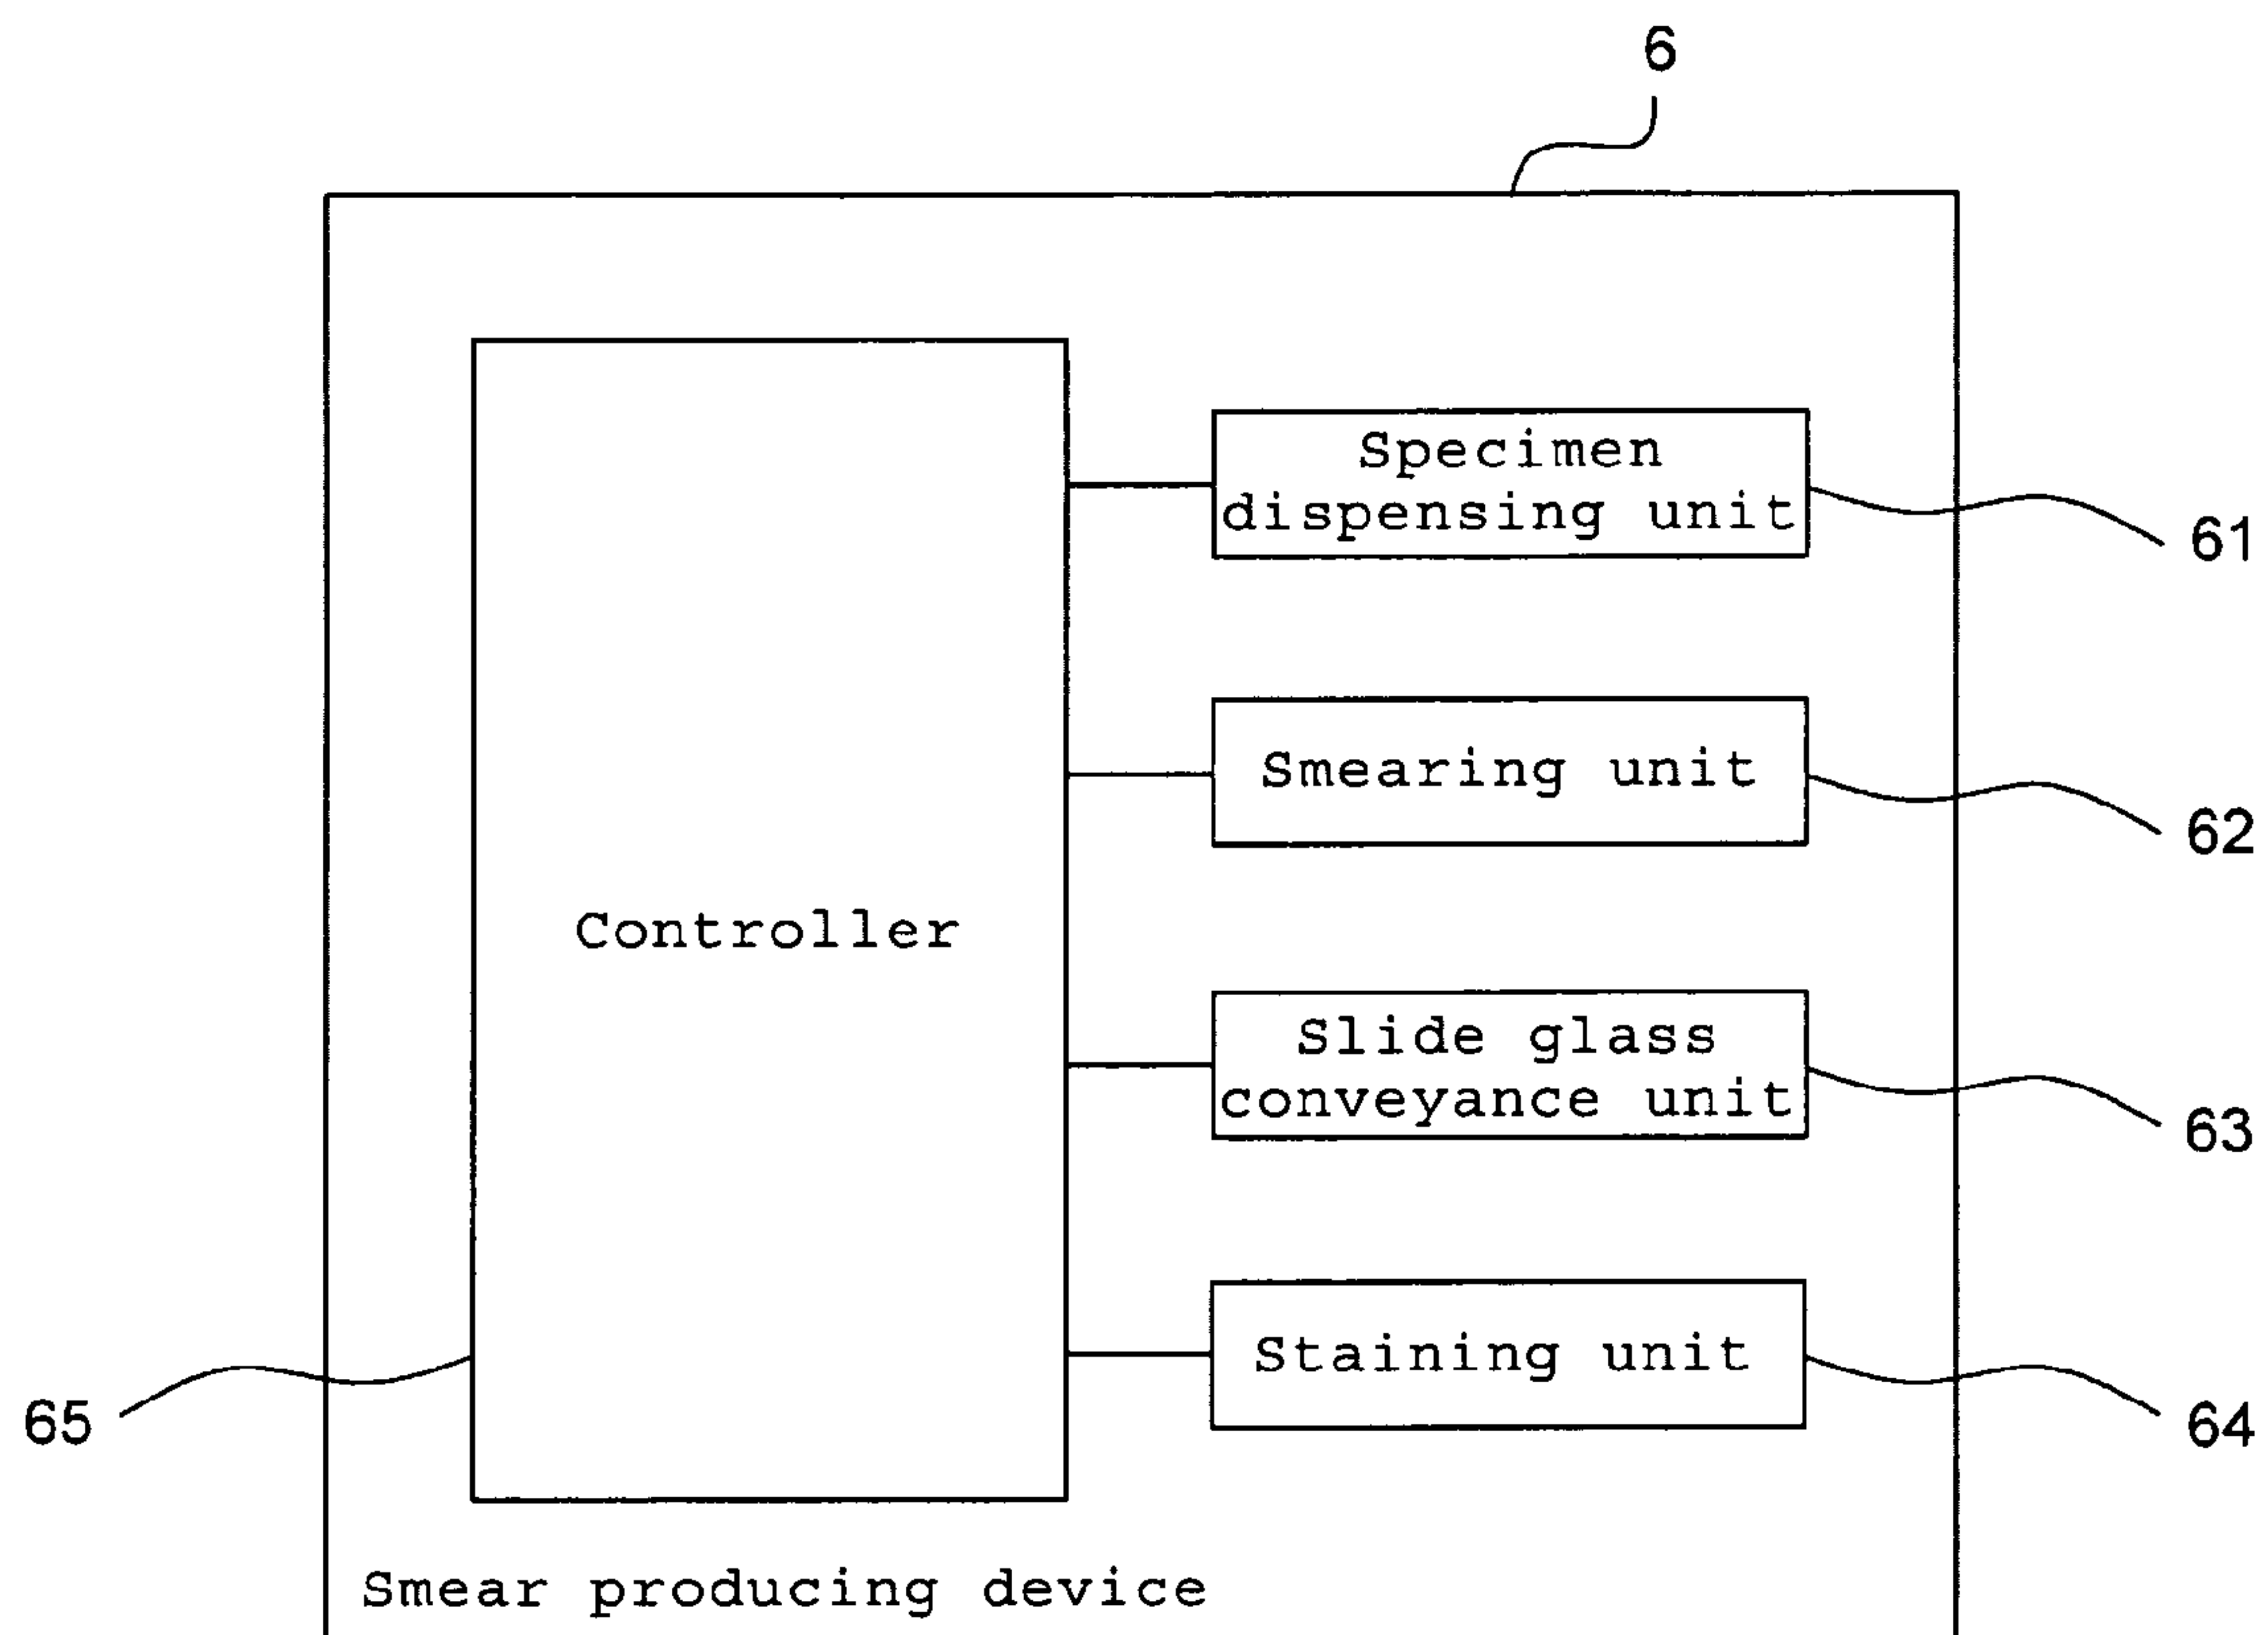 6
Specimen
dispensing unit
61
Smearing unit
62
Controller
Slide glass
conveyance unit
63
Staining unit
65
64
Smear producing device